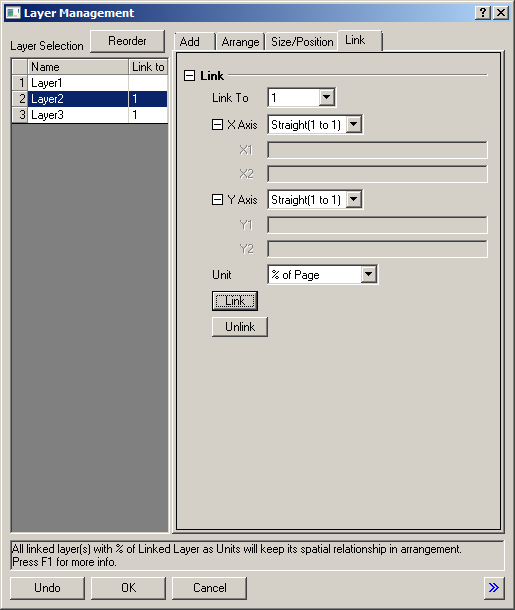 Layer Management
Layer Selection
Reorder
Name Link to
1 Layer1
2 Layer2 1
3 Layer3 1
Add Arrange Size/Position Link
Link
Link To 1
X Axis Straight(1 to 1)
X1
X2
Y Axis Straight(1 to 1)
Y1
Y2
Unit % of Page
Link
Unlink
All linked layer(s) with % of Linked Layer as Units will keep its spatial relationship in arrangement.
Press F1 for more info.
Undo OK Cancel